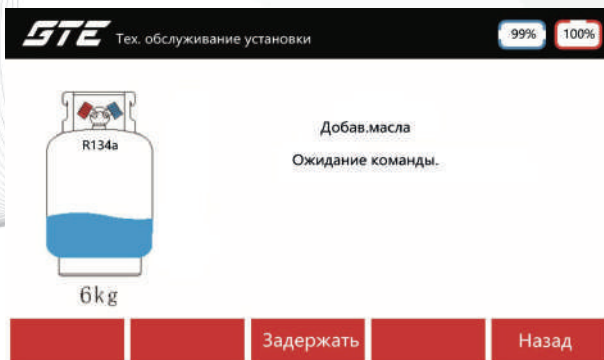 GTE Тех. обслуживание установки 99% 100%
R134a
Добав.масла
Ожидание команды.
6kg
Задержать Назад